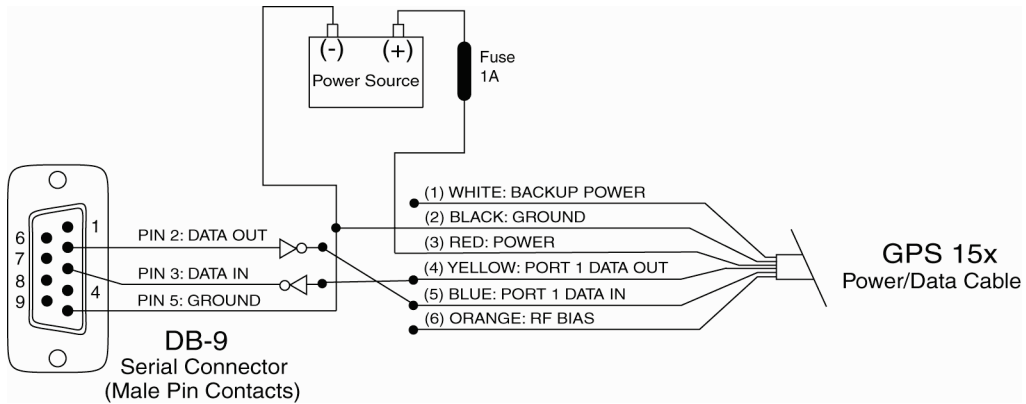 (-) (+)
Power Source
Fuse
1A
(1) WHITE: BACKUP POWER
(2) BLACK: GROUND
(3) RED: POWER
(4) YELLOW: PORT 1 DATA OUT
(5) BLUE: PORT 1 DATA IN
(6) ORANGE: RF BIAS
GPS 15x
Power/Data Cable
1
6
7
8
4
9
PIN 2: DATA OUT
PIN 3: DATA IN
PIN 5: GROUND
DB-9
Serial Connector
(Male Pin Contacts)